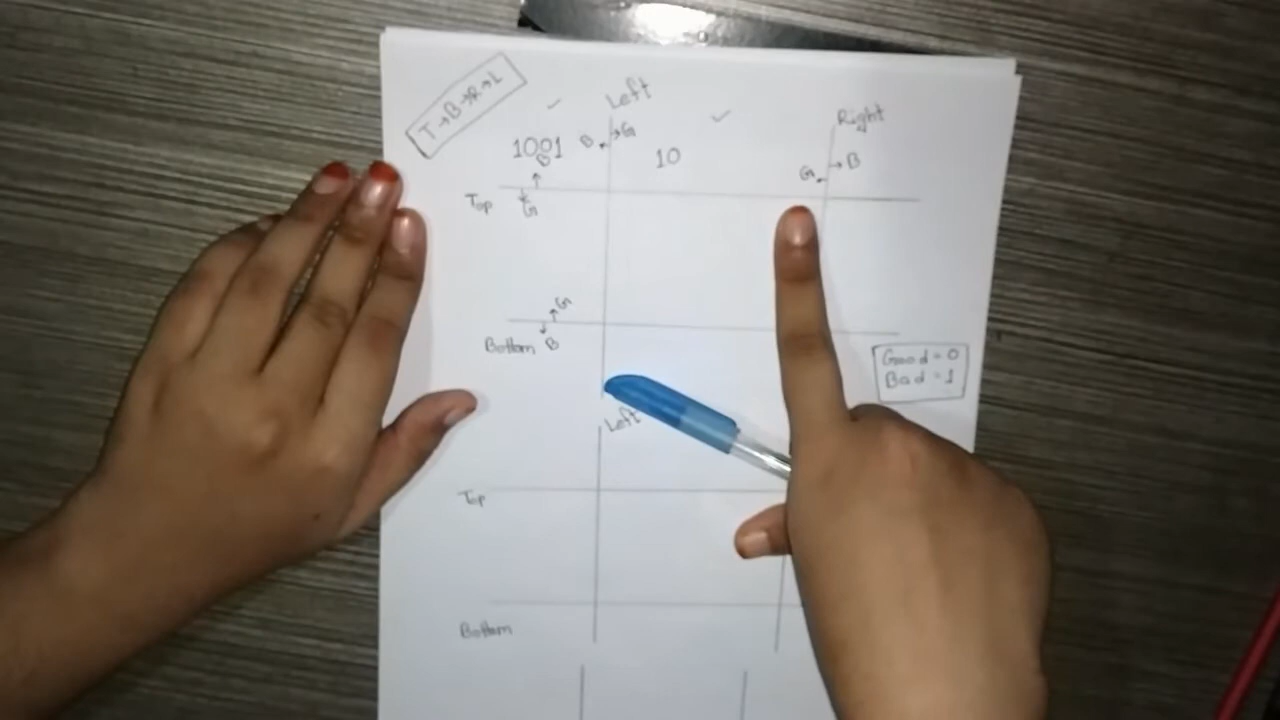 T→B→R→L
Left
Right
1001
B
G
10
G
B
B
Top
G
G
Bottom B
Good = 0
Bad = 1
Left
Top
Bottom